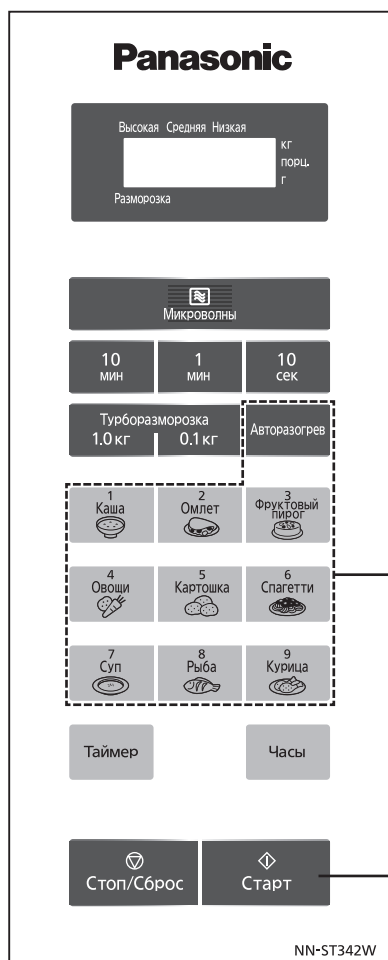 Panasonic
Высокая Средняя Низкая
кг
порц.
г
Разморозка
Микроволны
10 мин
1 мин
10 сек
Турборазморозка
1.0 кг 0.1 кг
Авторазогрев
1 Каша
2 Омлет
3 Фруктовый пирог
4 Овощи
5 Картошка
6 Спагетти
7 Суп
8 Рыба
9 Курица
Таймер
Часы
Стоп/Сброс
Старт
NN-ST342W